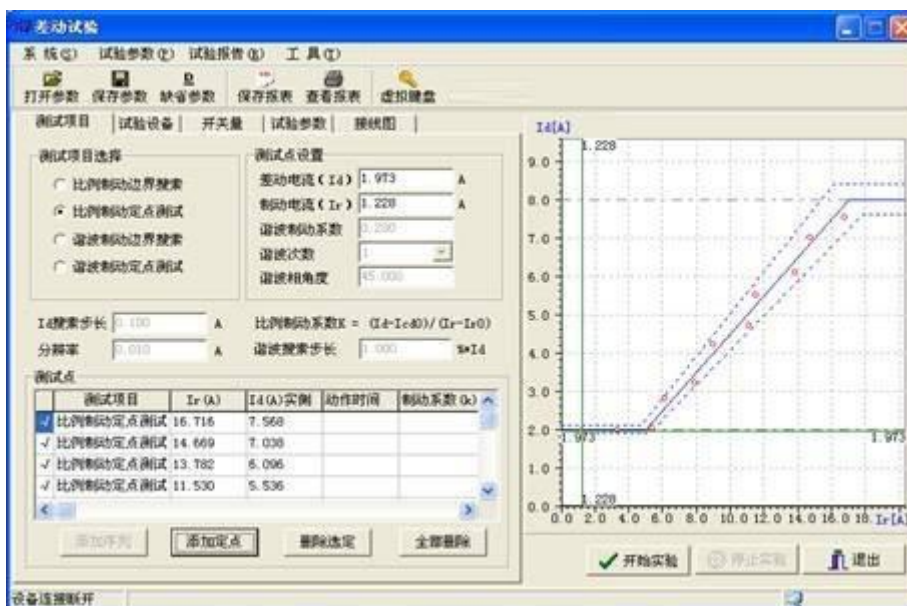 差动试验
系 统(S) 试验参数(P) 试验报告(R) 工 具(T)
打开参数 保存参数 缺省参数 保存报表 查看报表 虚拟键盘
测试项目 试验设备 开关量 试验参数 接线图
测试项目选择
比例制动边界搜索
比例制动定点测试
谐波制动边界搜索
谐波制动定点测试
测试点设置
差动电流(Id) 1.973 A
制动电流(Ir) 1.228 A
谐波制动系数 0.200
谐波次数 1
谐波相角度 45.000
Id搜索步长 0.100 A 比例制动系数K = (Id-Icd0)/(Ir-Ir0)
分辨率 0.010 A 谐波搜索步长 1.000 %*Id
测试点
测试项目 Ir(A) Id(A)实测 动作时间 制动系数(k)
√ 比例制动定点测试 16.716 7.568
√ 比例制动定点测试 14.669 7.038
√ 比例制动定点测试 13.782 6.096
√ 比例制动定点测试 11.530 5.536
添加序列 添加定点 删除选定 全部删除
Id[A]
1.228
9.0
8.0
7.0
6.0
5.0
4.0
3.0
2.0
1.973 1.973
1.0
1.228
0.0
0.0 2.0 4.0 6.0 8.0 10.0 12.0 14.0 16.0 18. Ir[A]
开始实验 停止实验 退出
设备连接断开